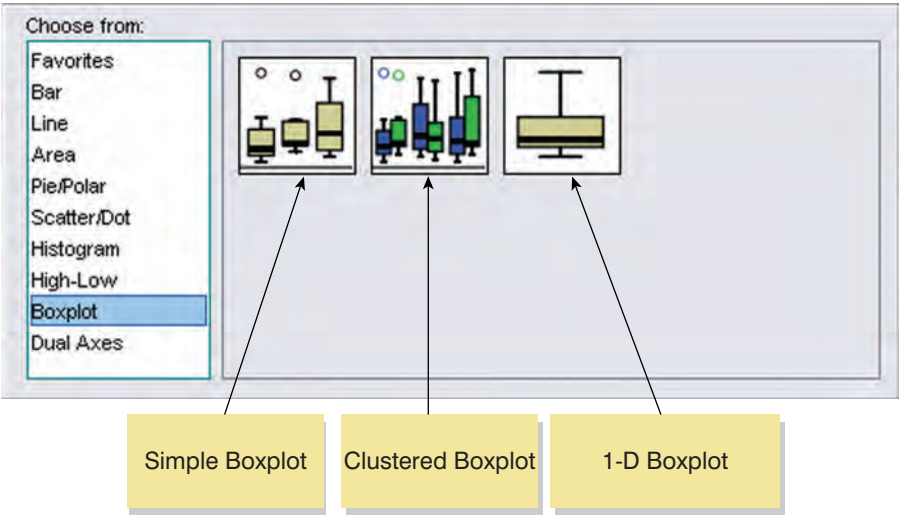 Choose from:
Favorites
Bar
Line
Area
Pie/Polar
Scatter/Dot
Histogram
High-Low
Boxplot
Dual Axes
Simple Boxplot
Clustered Boxplot
1-D Boxplot